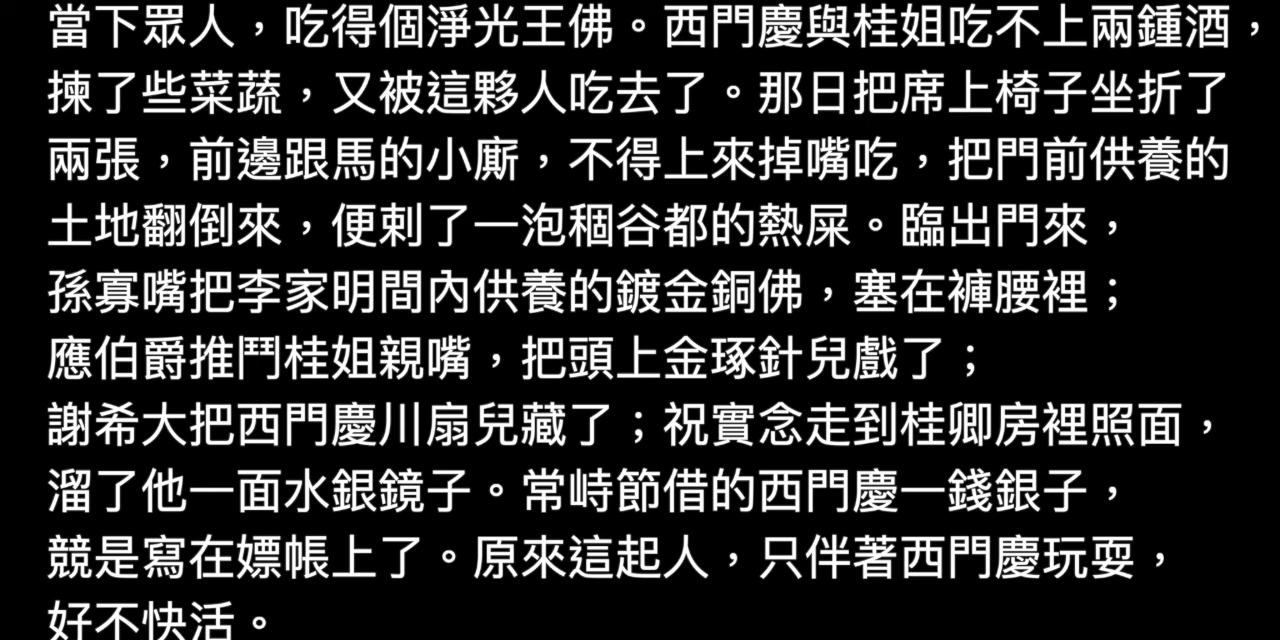 當下眾人，吃得個淨光王佛。西門慶與桂姐吃不上兩鍾酒，
揀了些菜蔬，又被這夥人吃去了。那日把席上椅子坐折了
兩張，前邊跟馬的小廝，不得上來掉嘴吃，把門前供養的
土地翻倒來，便剌了一泡稒谷都的熱屎。臨出門來，
孫寡嘴把李家明間內供養的鍍金銅佛，塞在褲腰裡；
應伯爵推鬥桂姐親嘴，把頭上金琢針兒戲了；
謝希大把西門慶川扇兒藏了；祝實念走到桂卿房裡照面，
溜了他一面水銀鏡子。常峙節借的西門慶一錢銀子，
競是寫在嫖帳上了。原來這起人，只伴著西門慶玩耍，
好不快活。